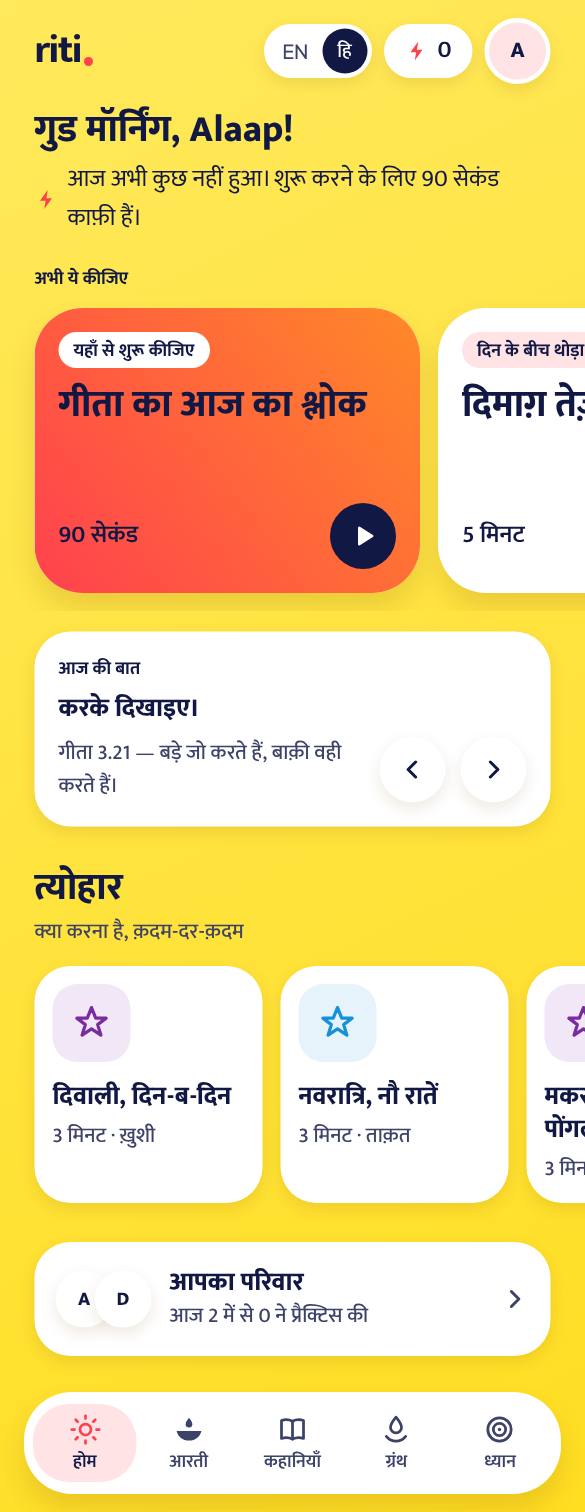 riti.
EN हि 0 A
गुड मॉर्निंग, Alaap!
आज अभी कुछ नहीं हुआ। शुरू करने के लिए 90 सेकंड
काफ़ी हैं।
अभी ये कीजिए
यहाँ से शुरू कीजिए
गीता का आज का श्लोक
90 सेकंड
दिन के बीच थोड़ा
दिमाग़
5 मिनट
आज की बात
करके दिखाइए।
गीता 3.21 — बड़े जो करते हैं, बाक़ी वही
करते हैं।
त्योहार
क्या करना है, क़दम-दर-क़दम
दिवाली, दिन-ब-दिन
3 मिनट · ख़ुशी
नवरात्रि, नौ रातें
3 मिनट · ताक़त
3
A D
आपका परिवार
आज 2 में से 0 ने प्रैक्टिस की
होम
आरती
कहानियाँ
ग्रंथ
ध्यान